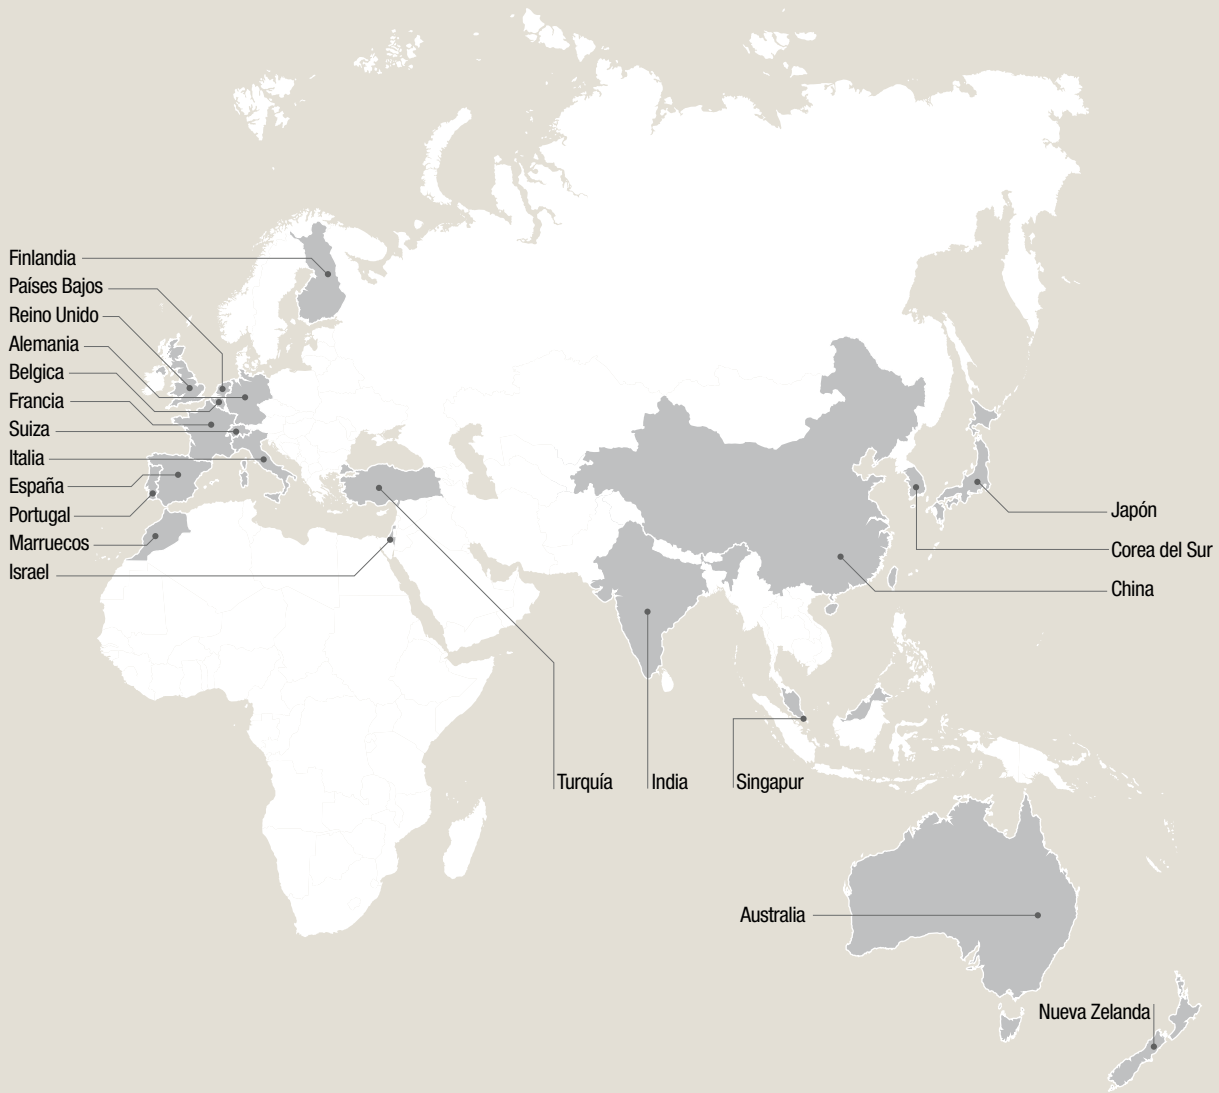 Finlandia
Países Bajos
Reino Unido
Alemania
Belgica
Francia
Suiza
Italia
España
Portugal
Marruecos
Israel
Japón
Corea del Sur
China
Turquía
India
Singapur
Australia
Nueva Zelanda